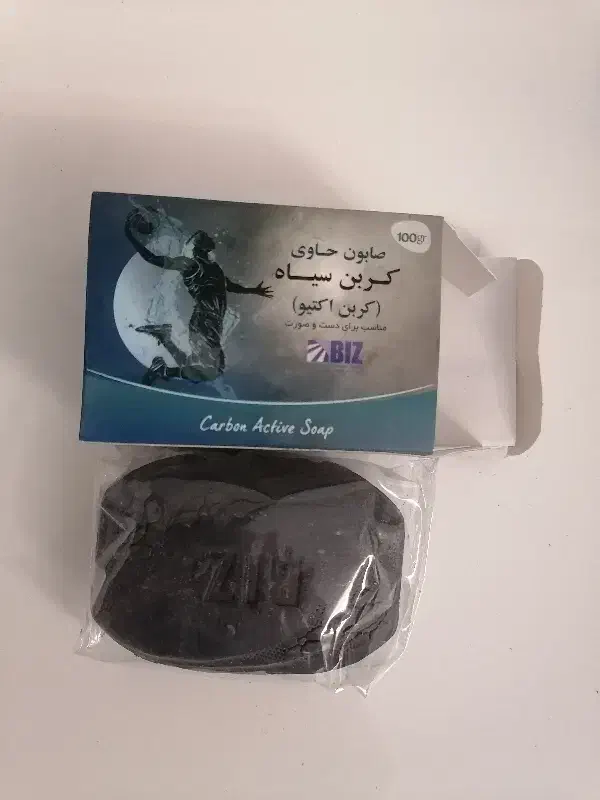 100gr
صابون حاوی
کربن سیاه
(کربن اکتیو)
مناسب برای دست و صورت
BIZ
Carbon Active Soap